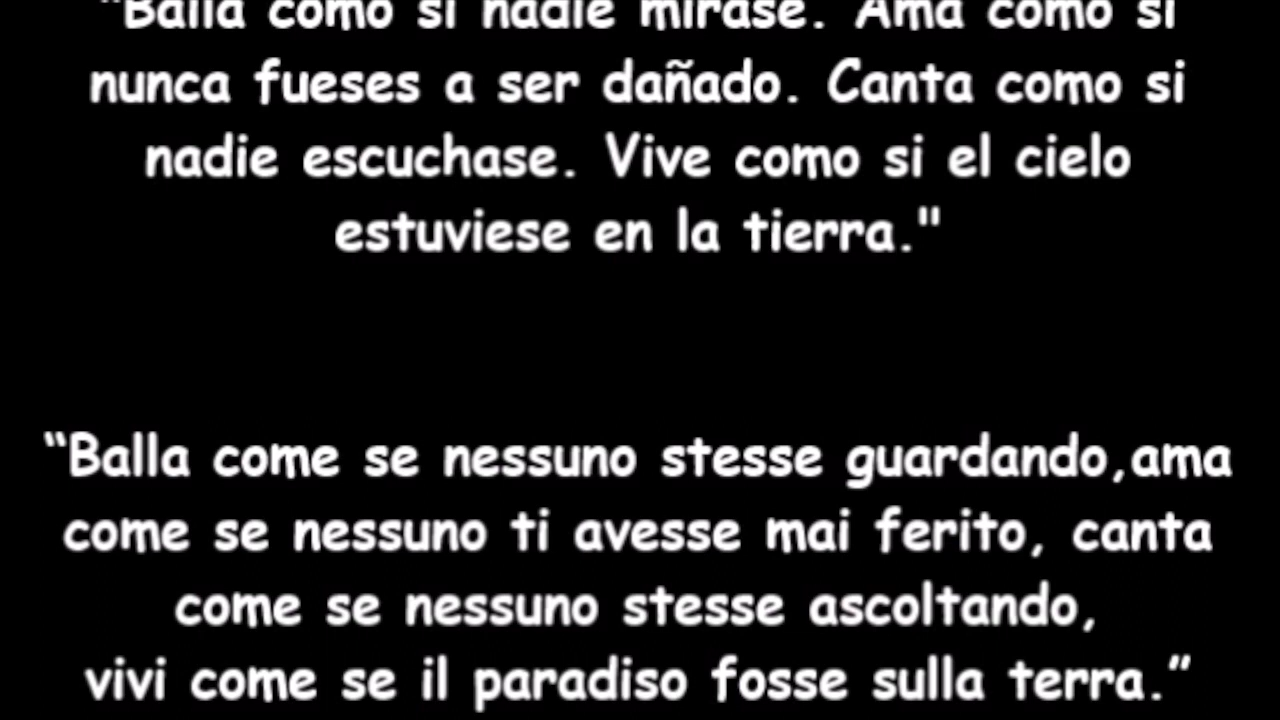 "Baila como si nadie mirase. Ama como si
nunca fueses a ser dañado. Canta como si
nadie escuchase. Vive como si el cielo
estuviese en la tierra."
“Balla come se nessuno stesse guardando,ama
come se nessuno ti avesse mai ferito, canta
come se nessuno stesse ascoltando,
vivi come se il paradiso fosse sulla terra.”